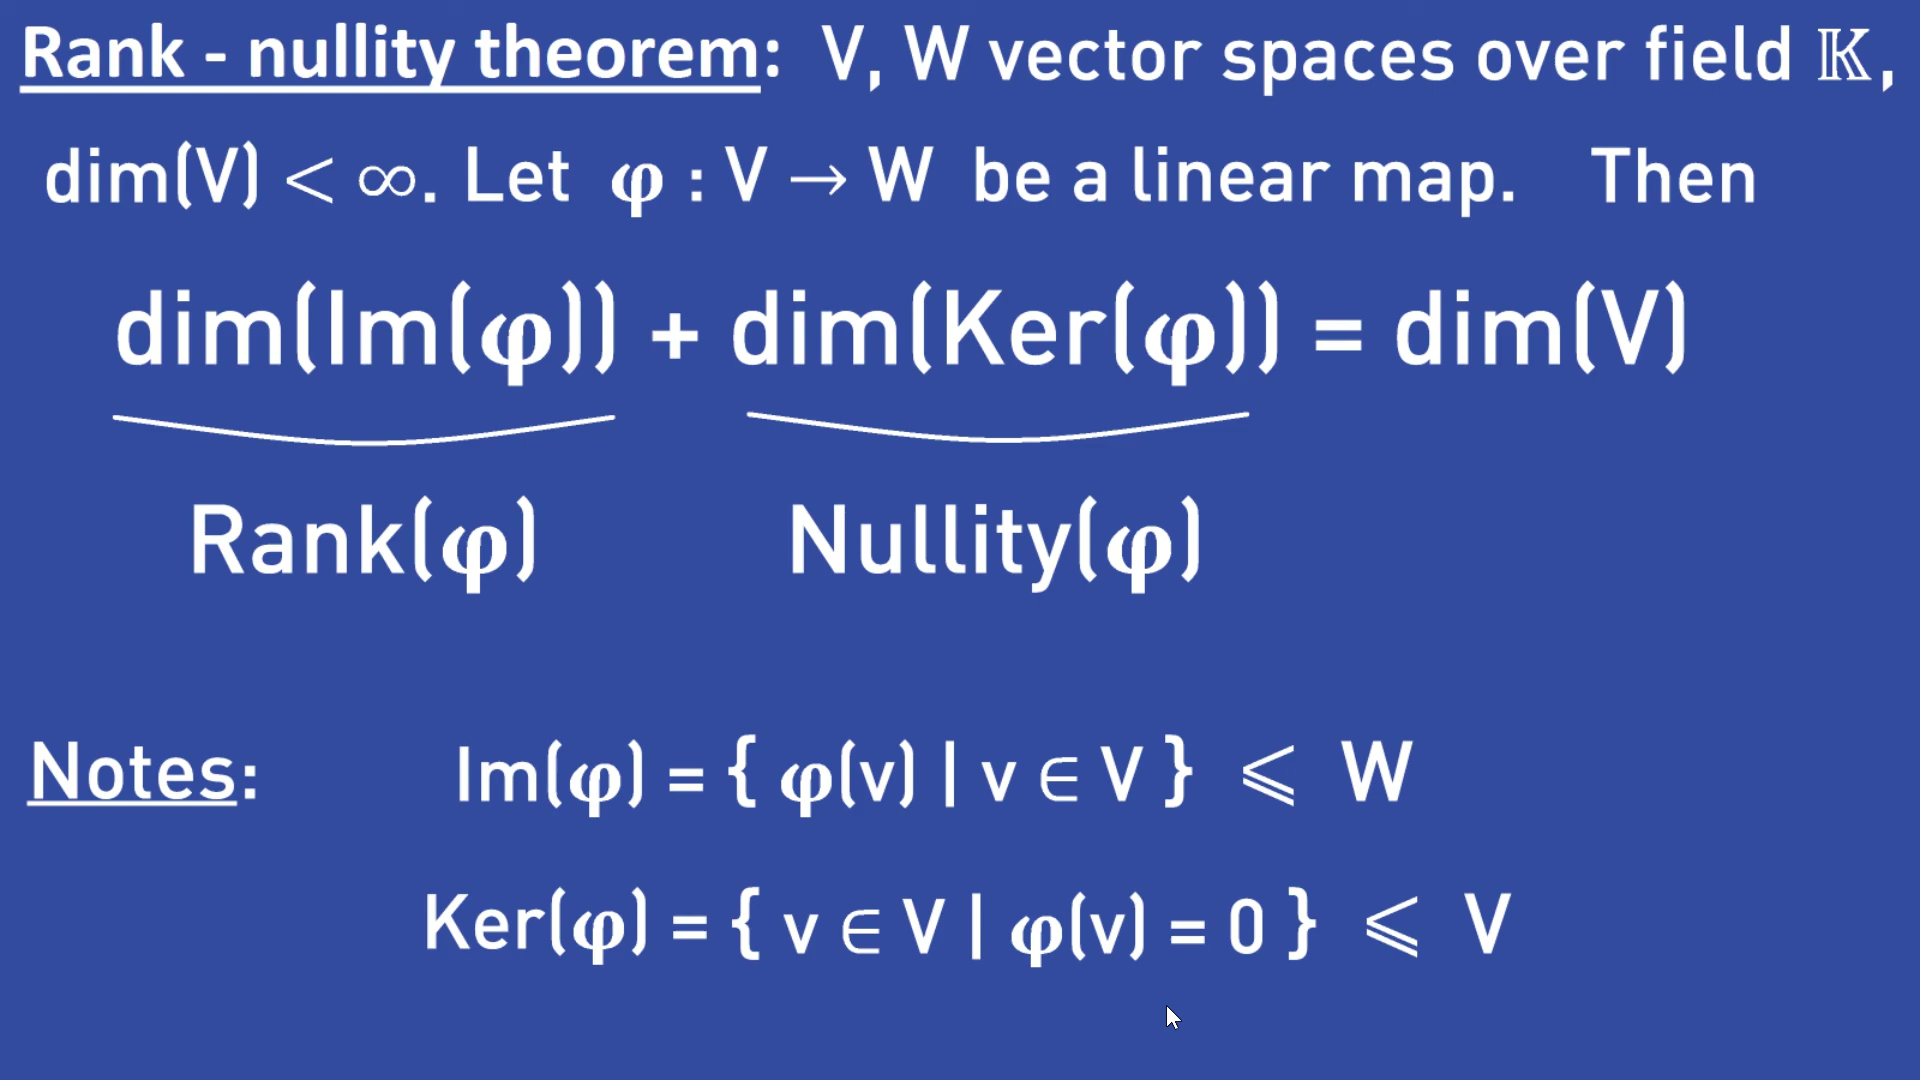 Rank - nullity theorem: V, W vector spaces over field 𝕂,
dim(V) < ∞. Let φ : V → W be a linear map. Then
dim(Im(φ)) + dim(Ker(φ)) = dim(V)
Rank(φ) Nullity(φ)
Notes: Im(φ) = { φ(v) | v ∈ V } ⩽ W
Ker(φ) = { v ∈ V | φ(v) = 0 } ⩽ V